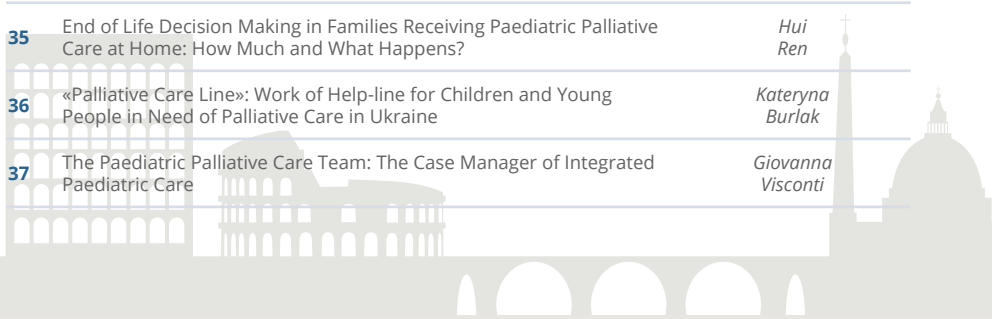 35 End of Life Decision Making in Families Receiving Paediatric Palliative Hui
Care at Home: How Much and What Happens? Ren
36 «Palliative Care Line»: Work of Help-line for Children and Young Kateryna
People in Need of Palliative Care in Ukraine Burlak
37 The Paediatric Palliative Care Team: The Case Manager of Integrated Giovanna
Paediatric Care Visconti